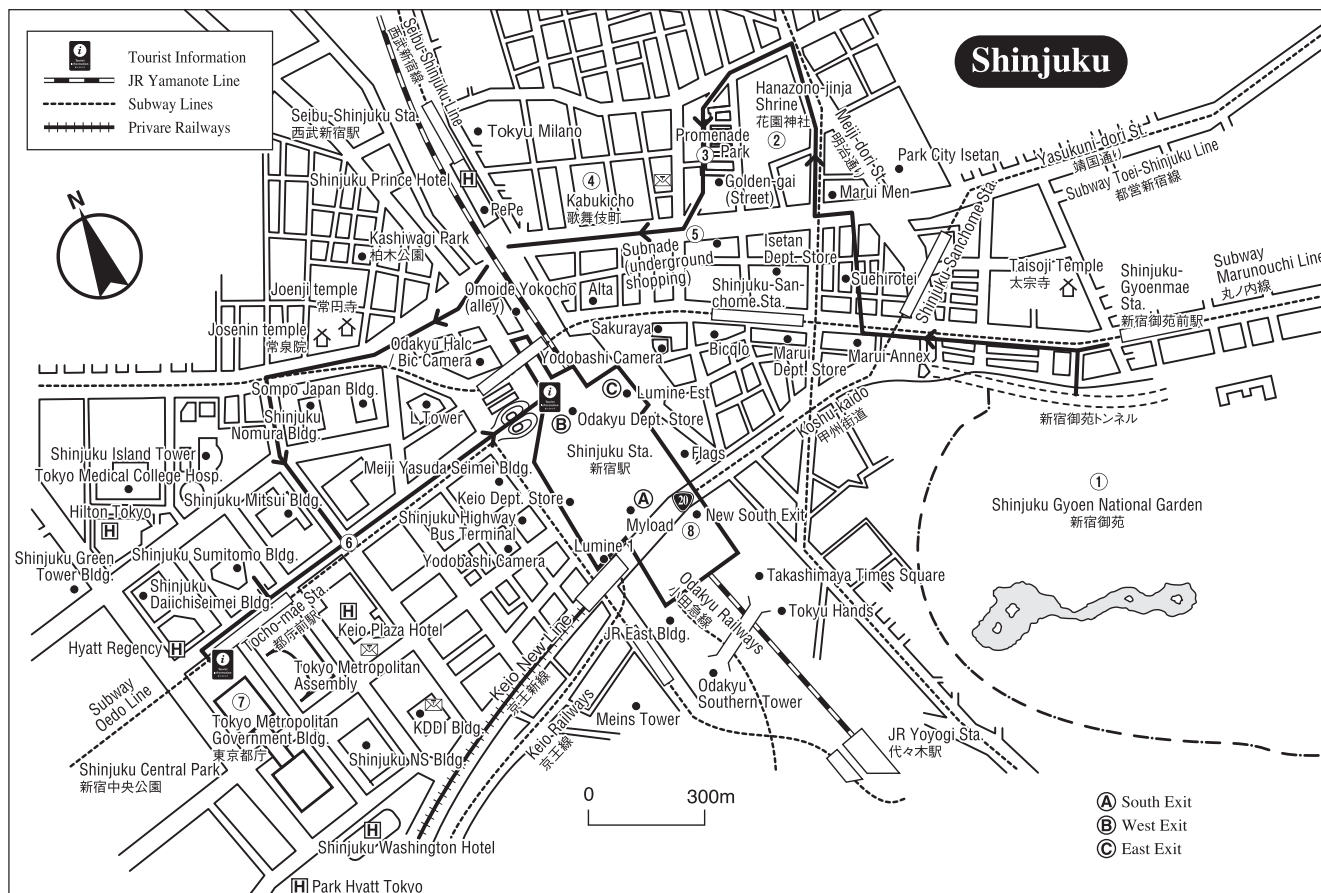 Shinjuku
Tourist Information
JR Yamanote Line
Subway Lines
Privare Railways
N
Seibu-Shinjuku Line
西武新宿線
Seibu-Shinjuku Sta.
西武新宿駅
Tokyu Milano
Shinjuku Prince Hotel
H
PePe
④
Kabukicho
歌舞伎町
Promenade
③
Park
Hanazono-jinja
Shrine
花園神社
②
Meiji-dori-St.
明治通り
Golden-gai
(Street)
Park City Isetan
Marui Men
Yasukuni-dori St.
靖国通り
Subway Toei-Shinjuku Line
都営新宿線
Kashiwagi Park
柏木公園
⑤
Subnade
(underground
shopping)
Isetan
Dept. Store
Suehirotei
Shinjuku-Sanchome Sta.
Taisoji Temple
太宗寺
Shinjuku-
Gyoenmae
Sta.
新宿御苑前駅
Subway
Marunouchi Line
丸ノ内線
Joenji temple
常円寺
Omoide Yokocho
(alley)
Alta
Shinjuku-San-
chome Sta.
Josenin temple
常泉院
Odakyu Halc
/ Bic Camera
Sakuraya
Yodobashi Camera
Bicqlo
Marui
Dept. Store
Marui Annex
Sompo Japan Bldg.
Shinjuku
Nomura Bldg.
L Tower
i
Ⓑ
Ⓒ
Lumine Est
Odakyu Dept. Store
Koshu-kaido
甲州街道
新宿御苑トンネル
Shinjuku Island Tower
Tokyo Medical College Hosp.
Hilton Tokyo
H
Shinjuku Mitsui Bldg.
Meiji Yasuda Seimei Bldg.
Keio Dept. Store
Shinjuku Sta.
新宿駅
Flags
①
Shinjuku Gyoen National Garden
新宿御苑
Shinjuku Highway
Bus Terminal
Ⓐ
Myload
20
New South Exit
⑧
Shinjuku Green
Tower Bldg.
Shinjuku Sumitomo Bldg.
⑥
Yodobashi Camera
Lumine 1
Shinjuku
Daiichiseimei Bldg.
Takashimaya Times Square
Tokyu Hands
Odakyu Railways
小田急線
Hyatt Regency
H
i
Tocho-mae Sta.
都庁前駅
H
Keio Plaza Hotel
Tokyo Metropolitan
Assembly
JR East Bldg.
Subway
Oedo Line
⑦
Tokyo Metropolitan
Government Bldg.
東京都庁
KDDI Bldg.
Keio New Line
京王新線
Keio-Railways
京王線
Meins Tower
Odakyu
Southern Tower
JR Yoyogi Sta.
代々木駅
Shinjuku NS Bldg.
Shinjuku Central Park
新宿中央公園
0 300m
H
Shinjuku Washington Hotel
H Park Hyatt Tokyo
Ⓐ South Exit
Ⓑ West Exit
Ⓒ East Exit